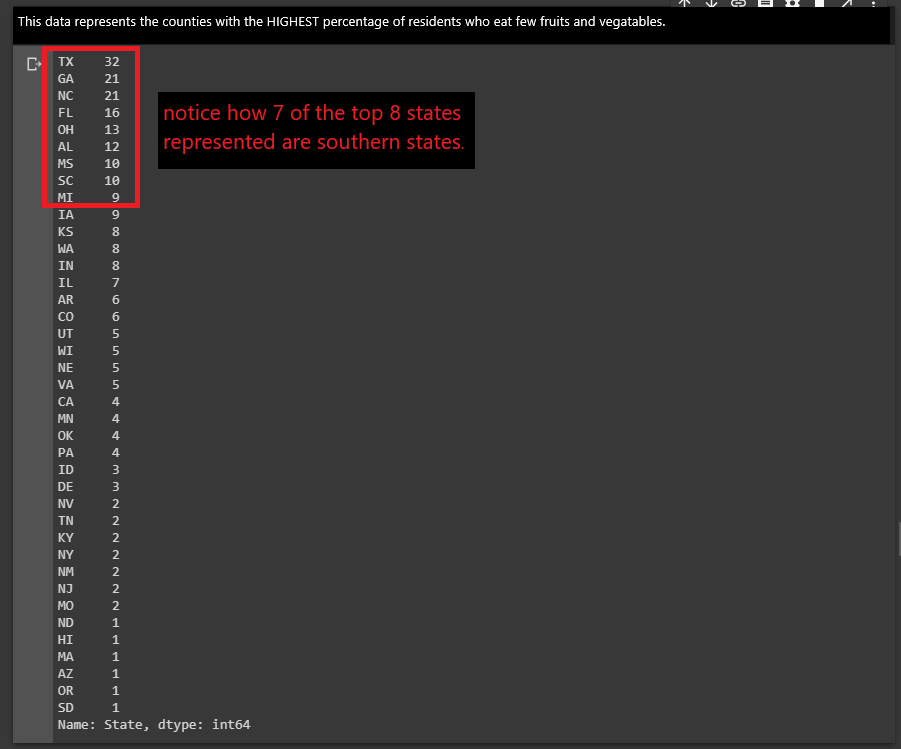 This data represents the counties with the HIGHEST percentage of residents who eat few fruits and vegatables.
TX 32
GA 21
NC 21
FL 16
OH 13
AL 12
MS 10
SC 10
MI 9
notice how 7 of the top 8 states
represented are southern states.
IA 9
KS 8
WA 8
IN 8
IL 7
AR 6
CO 6
UT 5
WI 5
NE 5
VA 5
CA 4
MN 4
OK 4
PA 4
ID 3
DE 3
NV 2
TN 2
KY 2
NY 2
NM 2
NJ 2
MO 2
ND 1
HI 1
MA 1
AZ 1
OR 1
SD 1
Name: State, dtype: int64